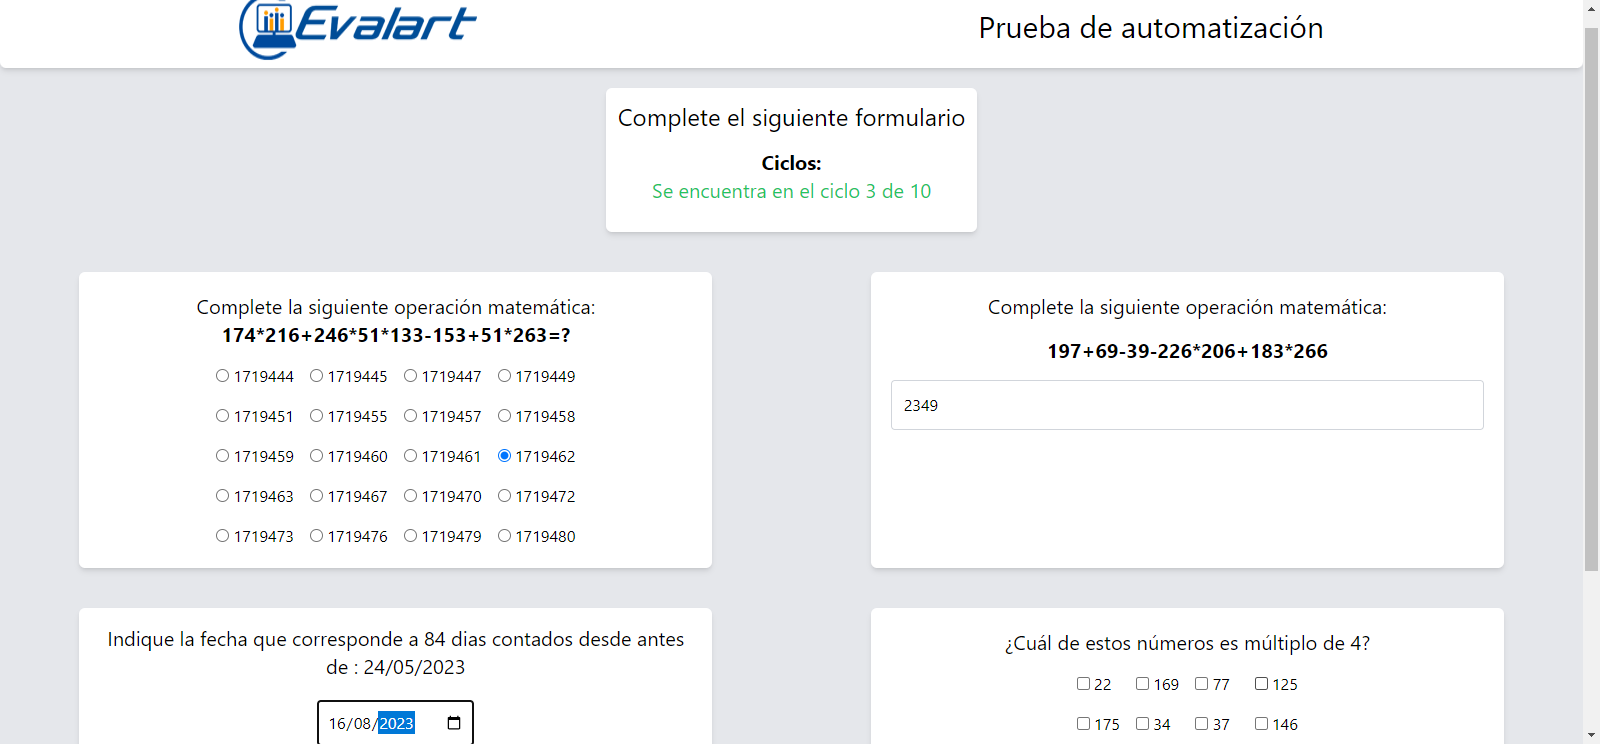 Evalart
Prueba de automatización
Complete el siguiente formulario
Ciclos:
Se encuentra en el ciclo 3 de 10
Complete la siguiente operación matemática:
174*216+246*51*133-153+51*263=?
1719444 1719445 1719447 1719449
1719451 1719455 1719457 1719458
1719459 1719460 1719461 1719462
1719463 1719467 1719470 1719472
1719473 1719476 1719479 1719480
Complete la siguiente operación matemática:
197+69-39-226*206+183*266
2349
Indique la fecha que corresponde a 84 dias contados desde antes
de : 24/05/2023
16/08/2023
¿Cuál de estos números es múltiplo de 4?
22 169 77 125
175 34 37 146